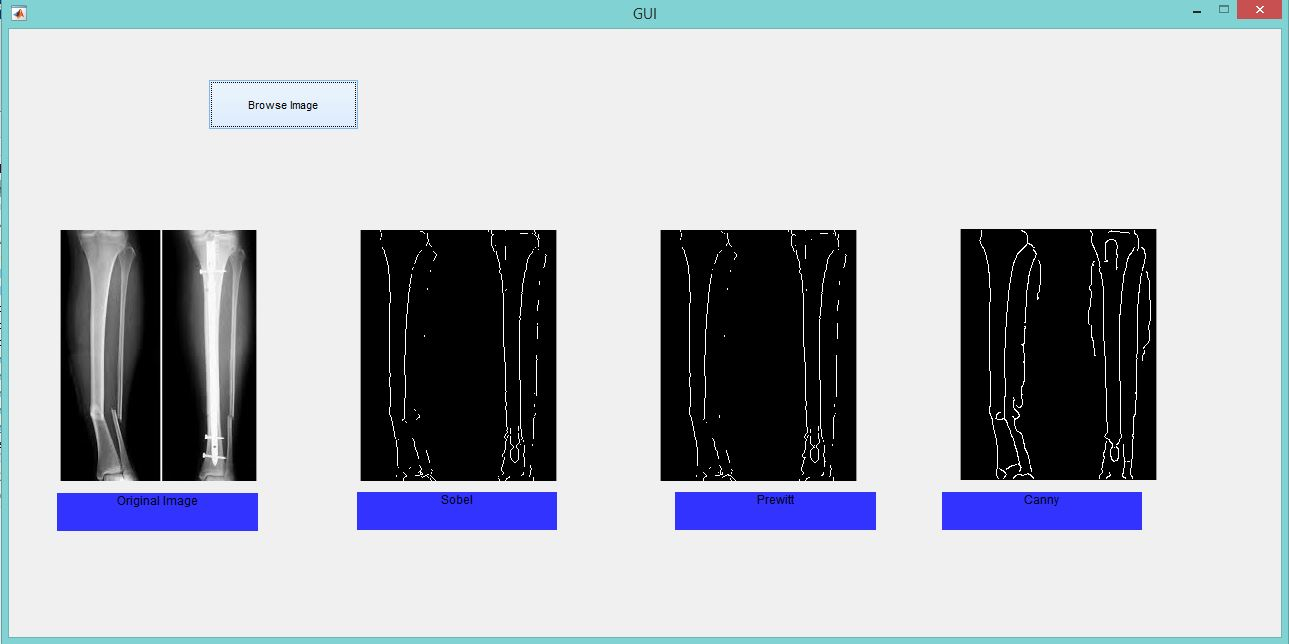 GUI
Browse Image
Original Image
Sobel
Prewitt
Canny